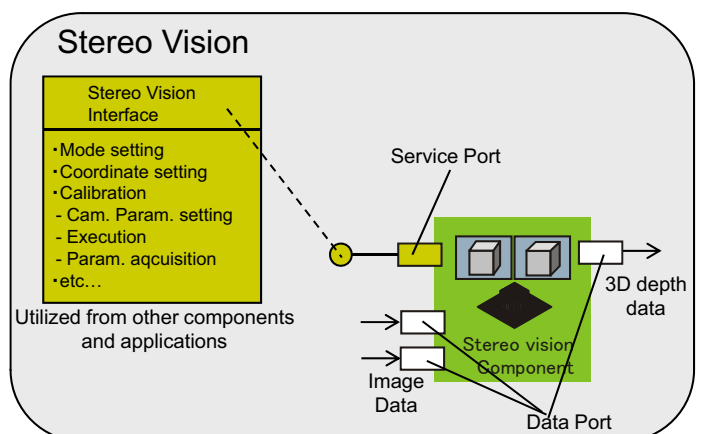 Stereo Vision
Stereo Vision
Interface
・Mode setting
・Coordinate setting
・Calibration
- Cam. Param. setting
- Execution
- Param. aqcuisition
・etc…
Utilized from other components
and applications
Service Port
3D depth
data
Stereo vision
Component
Image
Data
Data Port